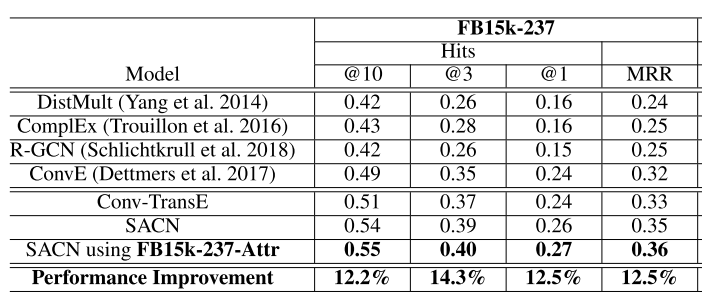 FB15k-237
Hits
Model @10 @3 @1 MRR
DistMult (Yang et al. 2014) 0.42 0.26 0.16 0.24
ComplEx (Trouillon et al. 2016) 0.43 0.28 0.16 0.25
R-GCN (Schlichtkrull et al. 2018) 0.42 0.26 0.15 0.25
ConvE (Dettmers et al. 2017) 0.49 0.35 0.24 0.32
Conv-TransE 0.51 0.37 0.24 0.33
SACN 0.54 0.39 0.26 0.35
SACN using FB15k-237-Attr 0.55 0.40 0.27 0.36
Performance Improvement 12.2% 14.3% 12.5% 12.5%